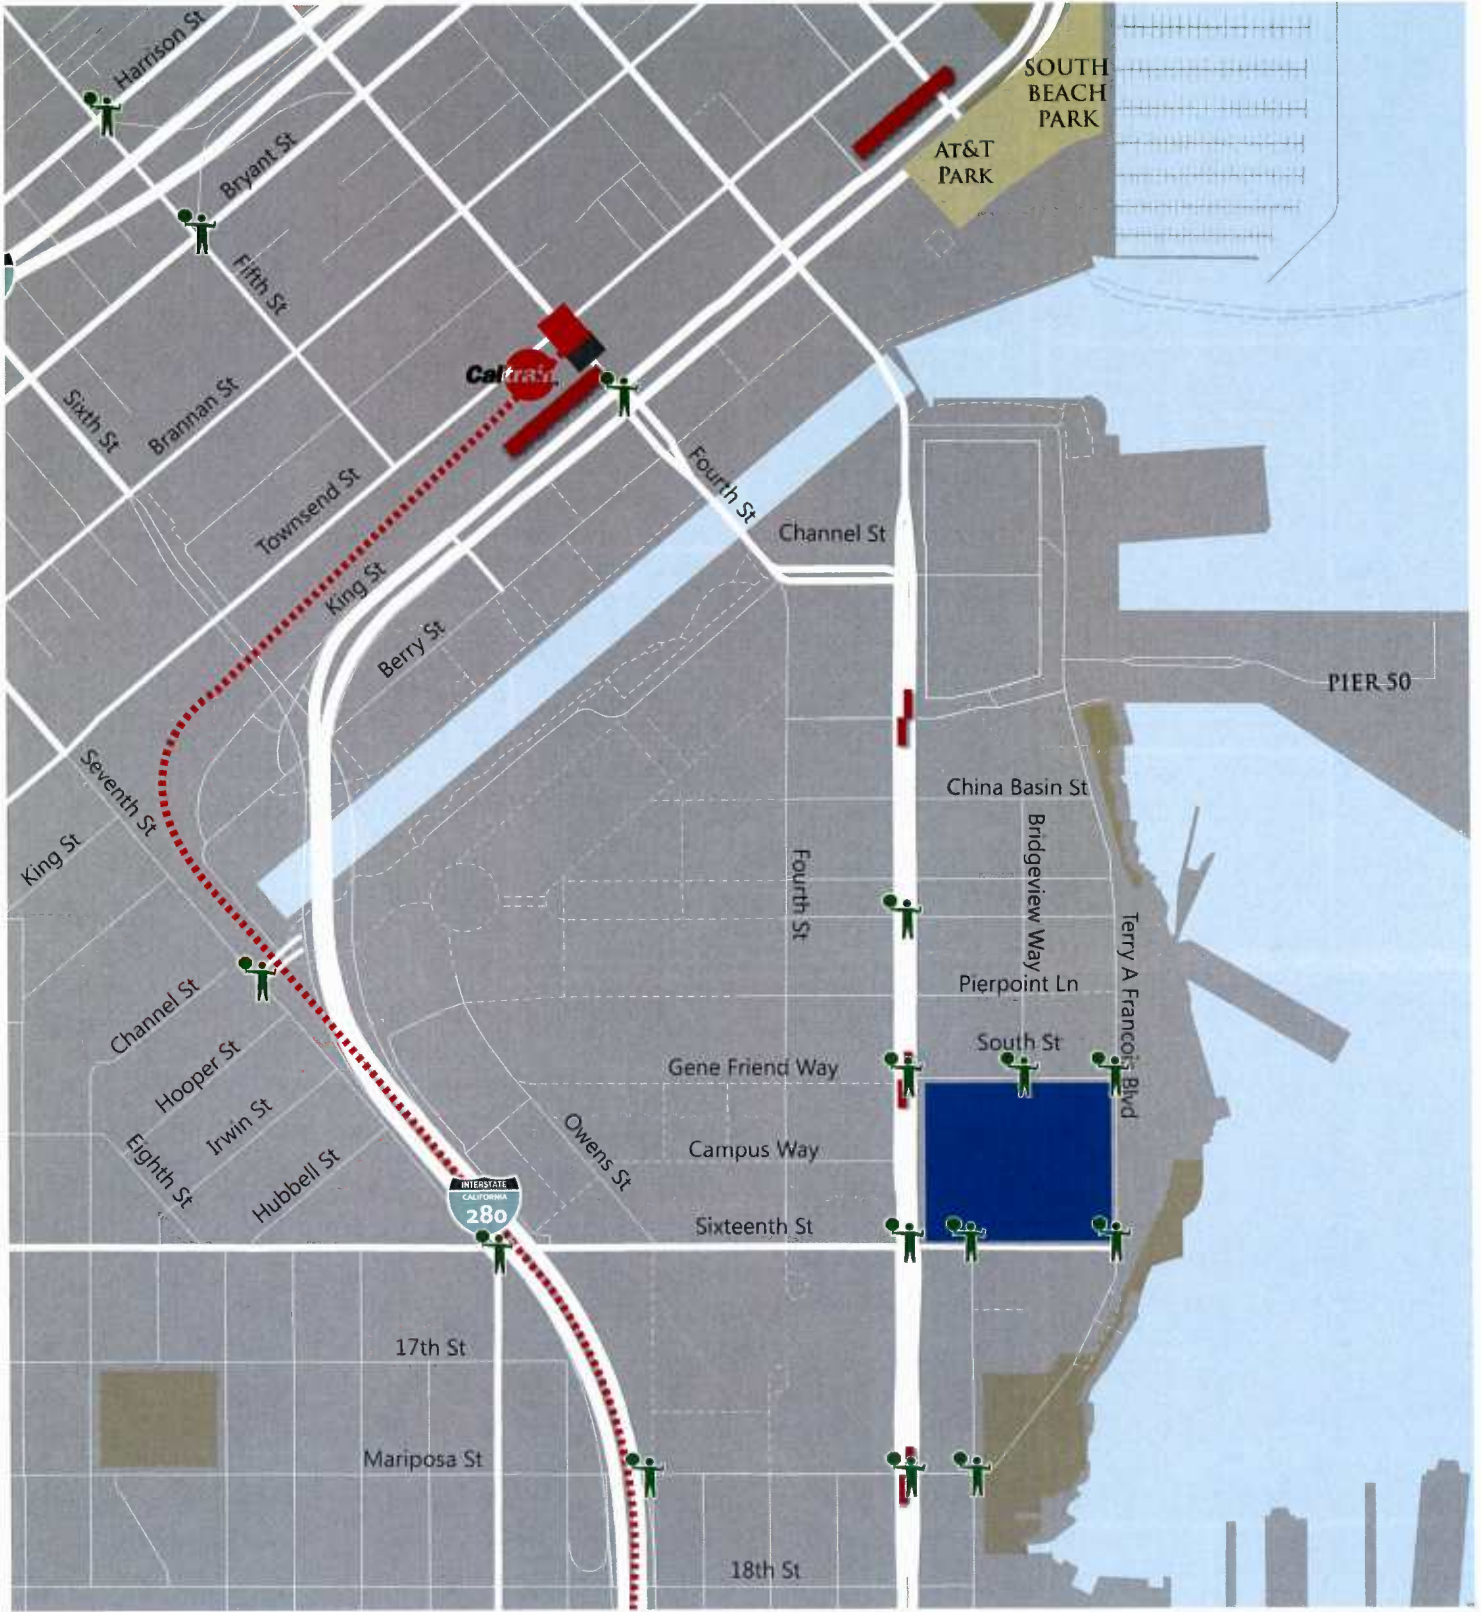 Harrison St
SOUTH
BEACH
PARK
AT&T
PARK
Bryant St
Fifth St
Caltrain
Sixth St
Brannan St
Fourth St
Townsend St
Channel St
King St
Berry St
PIER 50
Seventh St
China Basin St
King St
Bridgeview Way
Fourth St
Terry A Francois Blvd
Pierpoint Ln
Channel St
South St
Hooper St
Gene Friend Way
Irwin St
Owens St
Campus Way
Eighth St
Hubbell St
INTERSTATE
CALIFORNIA
280
Sixteenth St
17th St
Mariposa St
18th St